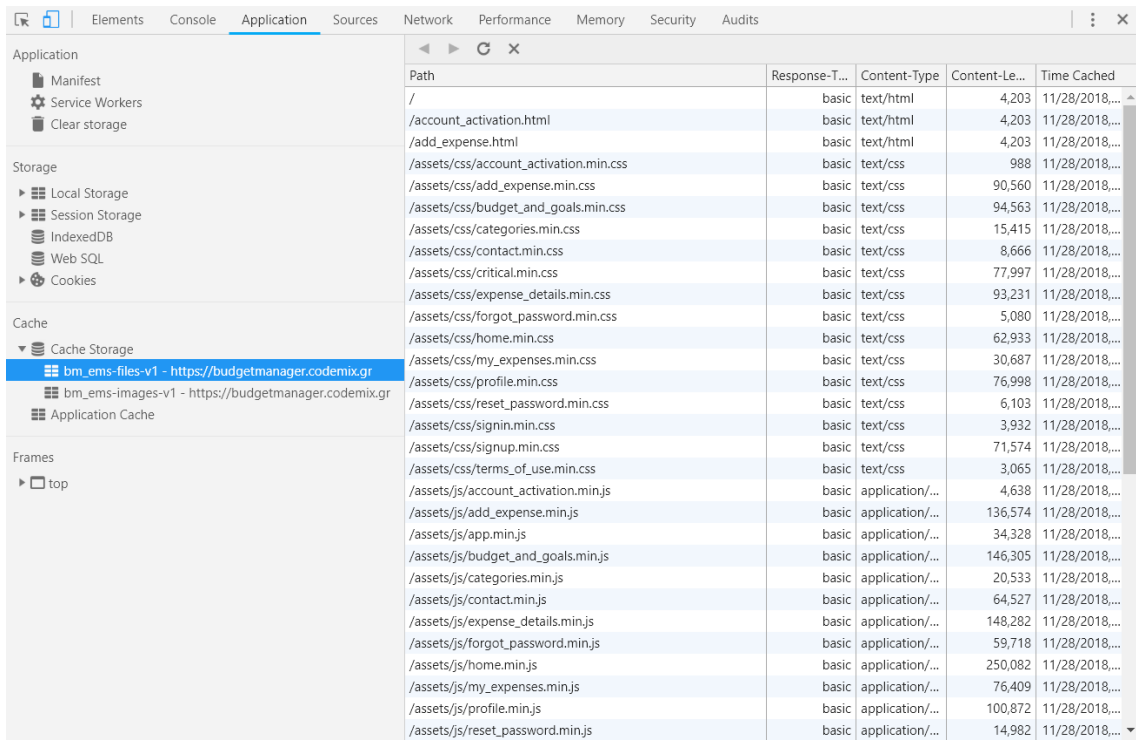 Elements Console Application Sources Network Performance Memory Security Audits
Application
Manifest
Service Workers
Clear storage
Storage
Local Storage
Session Storage
IndexedDB
Web SQL
Cookies
Cache
Cache Storage
bm_ems-files-v1 - https://budgetmanager.codemix.gr
bm_ems-images-v1 - https://budgetmanager.codemix.gr
Application Cache
Frames
top
Path Response-T... Content-Type Content-Le... Time Cached
/ basic text/html 4,203 11/28/2018,...
/account_activation.html basic text/html 4,203 11/28/2018,...
/add_expense.html basic text/html 4,203 11/28/2018,...
/assets/css/account_activation.min.css basic text/css 988 11/28/2018,...
/assets/css/add_expense.min.css basic text/css 90,560 11/28/2018,...
/assets/css/budget_and_goals.min.css basic text/css 94,563 11/28/2018,...
/assets/css/categories.min.css basic text/css 15,415 11/28/2018,...
/assets/css/contact.min.css basic text/css 8,666 11/28/2018,...
/assets/css/critical.min.css basic text/css 77,997 11/28/2018,...
/assets/css/expense_details.min.css basic text/css 93,231 11/28/2018,...
/assets/css/forgot_password.min.css basic text/css 5,080 11/28/2018,...
/assets/css/home.min.css basic text/css 62,933 11/28/2018,...
/assets/css/my_expenses.min.css basic text/css 30,687 11/28/2018,...
/assets/css/profile.min.css basic text/css 76,998 11/28/2018,...
/assets/css/reset_password.min.css basic text/css 6,103 11/28/2018,...
/assets/css/signin.min.css basic text/css 3,932 11/28/2018,...
/assets/css/signup.min.css basic text/css 71,574 11/28/2018,...
/assets/css/terms_of_use.min.css basic text/css 3,065 11/28/2018,...
/assets/js/account_activation.min.js basic application/... 4,638 11/28/2018,...
/assets/js/add_expense.min.js basic application/... 136,574 11/28/2018,...
/assets/js/app.min.js basic application/... 34,328 11/28/2018,...
/assets/js/budget_and_goals.min.js basic application/... 146,305 11/28/2018,...
/assets/js/categories.min.js basic application/... 20,533 11/28/2018,...
/assets/js/contact.min.js basic application/... 64,527 11/28/2018,...
/assets/js/expense_details.min.js basic application/... 148,282 11/28/2018,...
/assets/js/forgot_password.min.js basic application/... 59,718 11/28/2018,...
/assets/js/home.min.js basic application/... 250,082 11/28/2018,...
/assets/js/my_expenses.min.js basic application/... 76,409 11/28/2018,...
/assets/js/profile.min.js basic application/... 100,872 11/28/2018,...
/assets/js/reset_password.min.js basic application/... 14,982 11/28/2018,...